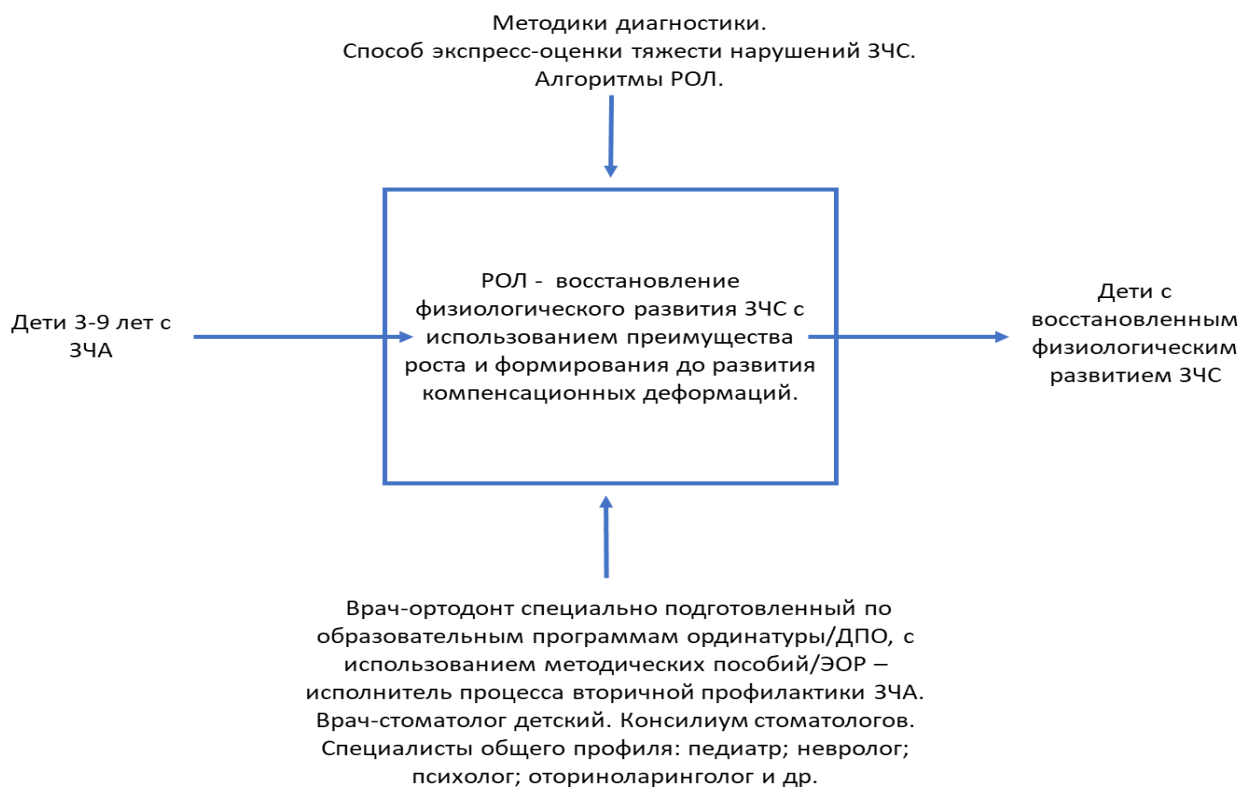 Методики диагностики.
Способ экспресс-оценки тяжести нарушений ЗЧС.
Алгоритмы РОЛ.
Дети 3-9 лет с
ЗЧА
РОЛ - восстановление
физиологического развития ЗЧС с
использованием преимущества
роста и формирования до развития
компенсационных деформаций.
Дети с
восстановленным
физиологическим
развитием ЗЧС
Врач-ортодонт специально подготовленный по
образовательным программам ординатуры/ДПО, с
использованием методических пособий/ЭОР –
исполнитель процесса вторичной профилактики ЗЧА.
Врач-стоматолог детский. Консилиум стоматологов.
Специалисты общего профиля: педиатр; невролог;
психолог; оториноларинголог и др.